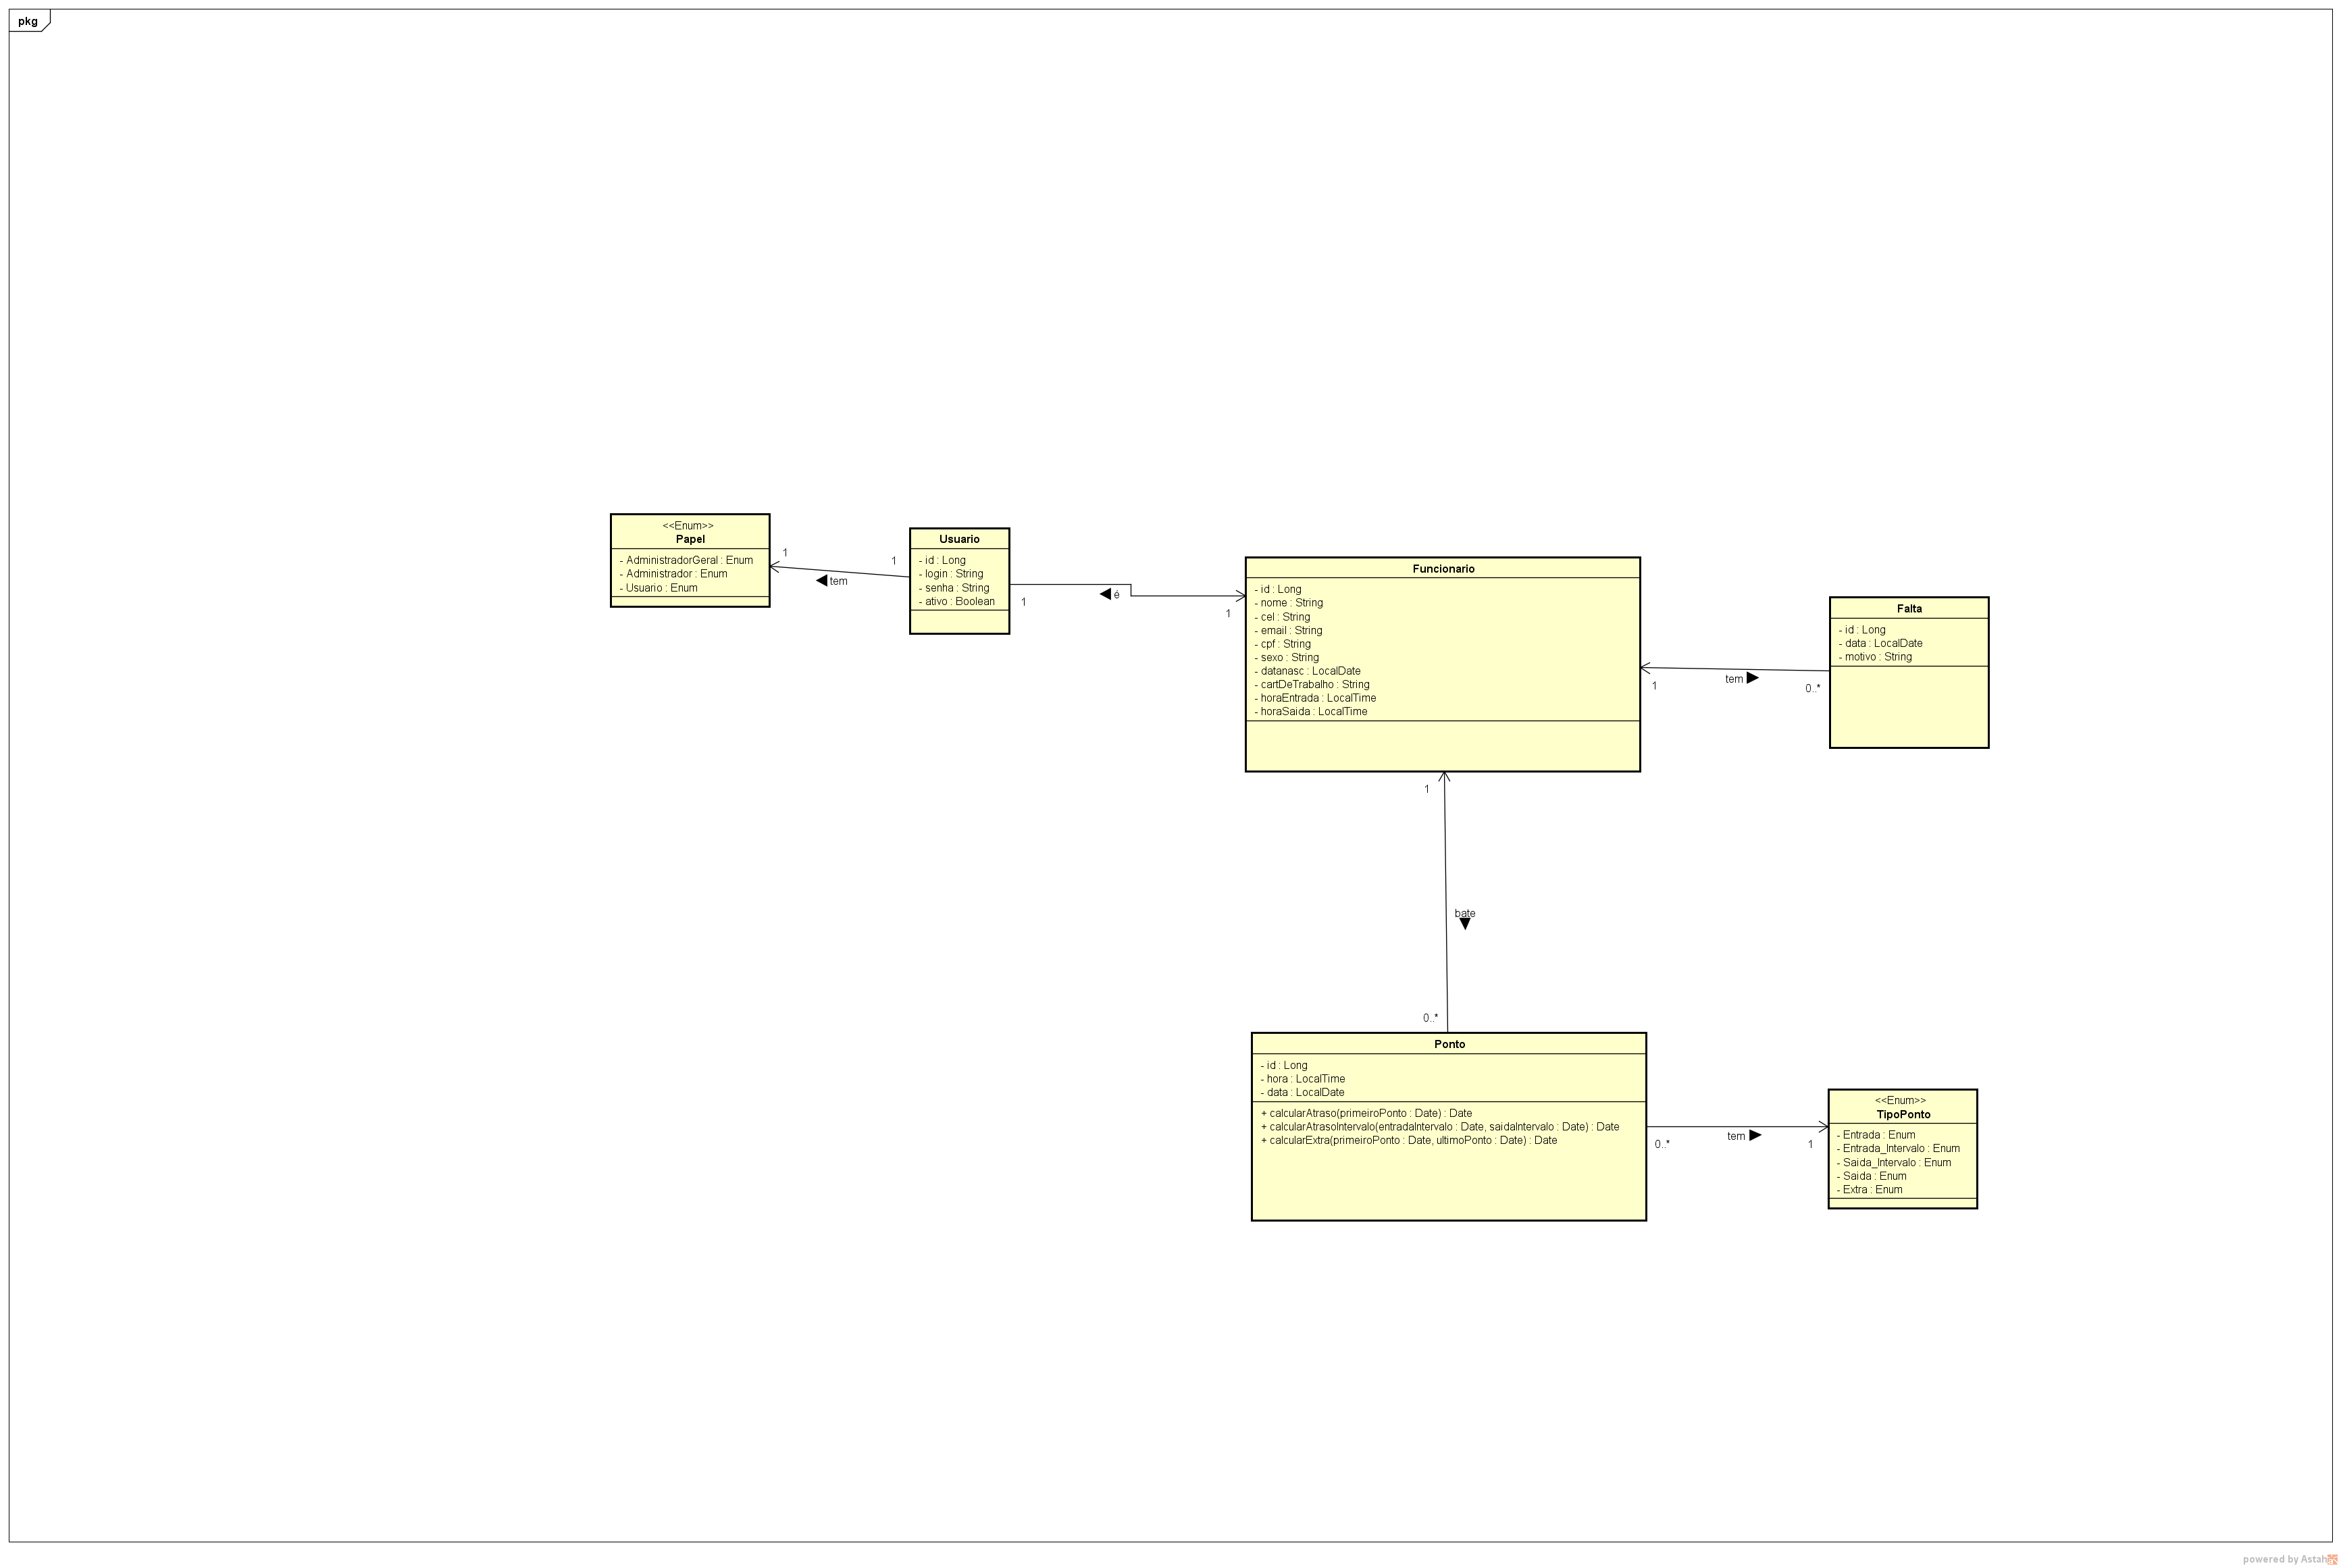 pkg
<<Enum>>
Papel
- AdministradorGeral : Enum
- Administrador : Enum
- Usuario : Enum
1
1
tem
Usuario
- id : Long
- login : String
- senha : String
- ativo : Boolean
1
é
1
Funcionario
- id : Long
- nome : String
- cel : String
- email : String
- cpf : String
- sexo : String
- datanasc : LocalDate
- cartDeTrabalho : String
- horaEntrada : LocalTime
- horaSaida : LocalTime
1
tem
0..*
Falta
- id : Long
- data : LocalDate
- motivo : String
1
bate
0..*
Ponto
- id : Long
- hora : LocalTime
- data : LocalDate
+ calcularAtraso(primeiroPonto : Date) : Date
+ calcularAtrasoIntervalo(entradaIntervalo : Date, saidaIntervalo : Date) : Date
+ calcularExtra(primeiroPonto : Date, ultimoPonto : Date) : Date
0..*
tem
1
<<Enum>>
TipoPonto
- Entrada : Enum
- Entrada_Intervalo : Enum
- Saida_Intervalo : Enum
- Saida : Enum
- Extra : Enum
powered by Astah